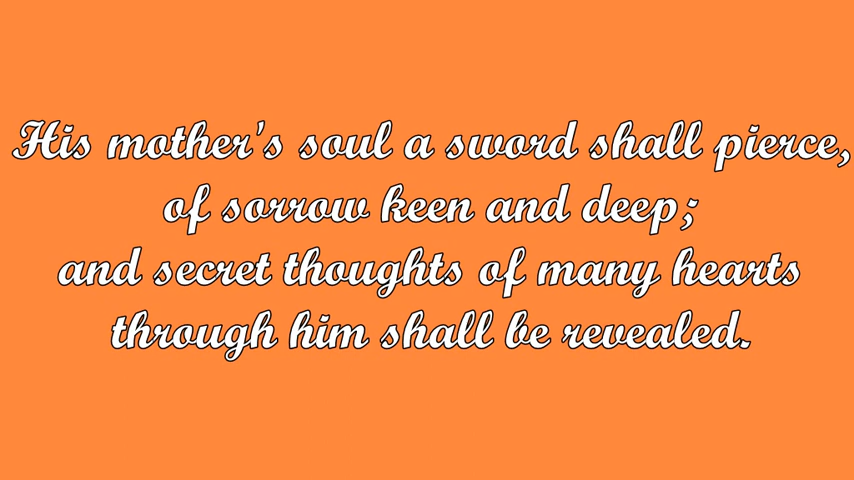 His mother's soul a sword shall pierce,
of sorrow keen and deep;
and secret thoughts of many hearts
through him shall be revealed.